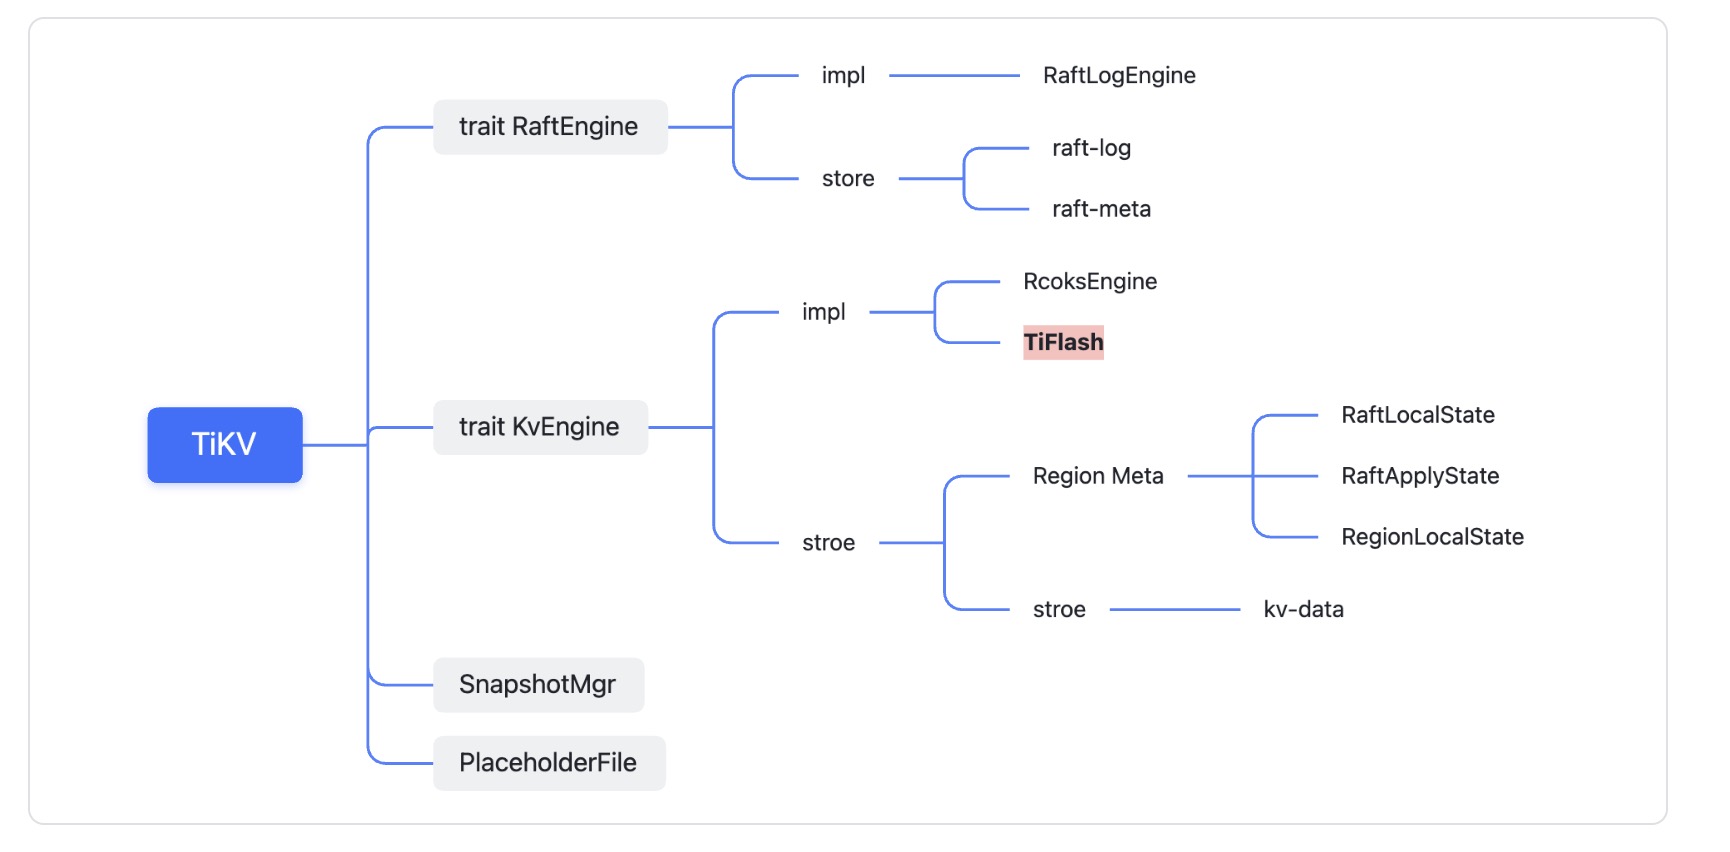 TiKV
trait RaftEngine
impl
RaftLogEngine
store
raft-log
raft-meta
trait KvEngine
impl
RcoksEngine
TiFlash
stroe
Region Meta
RaftLocalState
RaftApplyState
RegionLocalState
stroe
kv-data
SnapshotMgr
PlaceholderFile